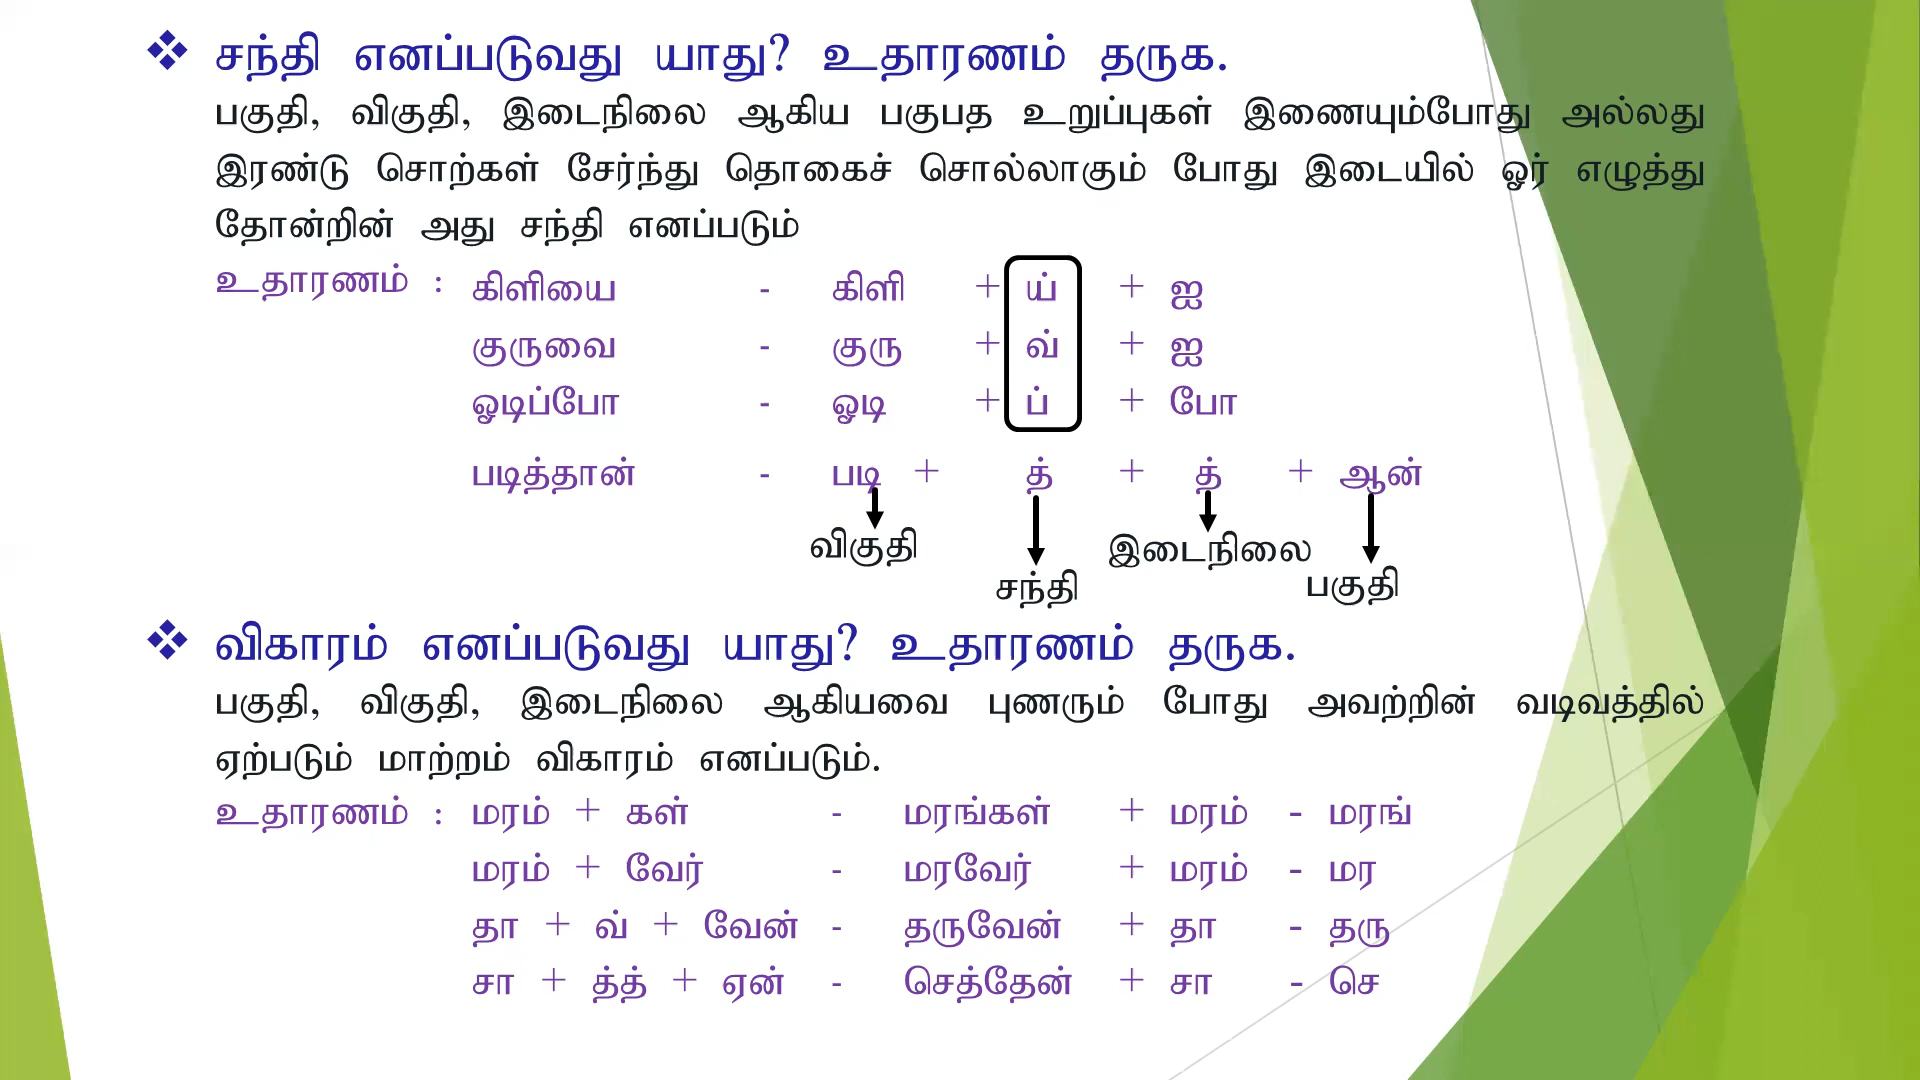 ❖ சந்தி எனப்படுவது யாது? உதாரணம் தருக.
பகுதி, விகுதி, இடைநிலை ஆகிய பகுபத உறுப்புகள் இணையும்போது அல்லது
இரண்டு சொற்கள் சேர்ந்து தொகைச் சொல்லாகும் போது இடையில் ஓர் எழுத்து
தோன்றின் அது சந்தி எனப்படும்
உதாரணம் : கிளியை - கிளி + ய் + ஐ
குருவை - குரு + வ் + ஐ
ஓடிப்போ - ஓடி + ப் + போ
படித்தான் - படி + த் + த் + ஆன்
விகுதி சந்தி இடைநிலை பகுதி
❖ விகாரம் எனப்படுவது யாது? உதாரணம் தருக.
பகுதி, விகுதி, இடைநிலை ஆகியவை புணரும் போது அவற்றின் வடிவத்தில்
ஏற்படும் மாற்றம் விகாரம் எனப்படும்.
உதாரணம் : மரம் + கள் - மரங்கள் + மரம் - மரங்
மரம் + வேர் - மரவேர் + மரம் - மர
தா + வ் + வேன் - தருவேன் + தா - தரு
சா + த்த் + ஏன் - செத்தேன் + சா - செ